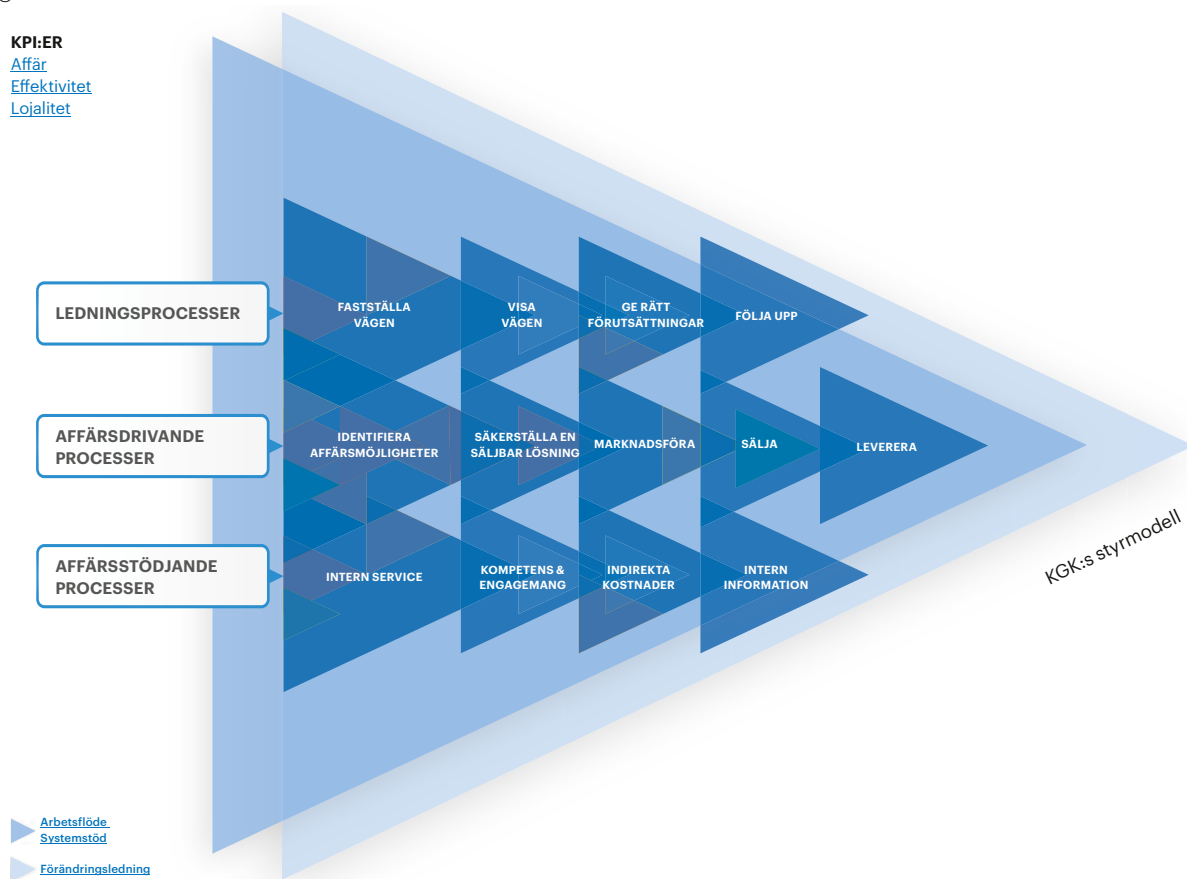 KPI:ER
Affär
Effektivitet
Lojalitet
LEDNINGSPROCESSER
FASTSTÄLLA
VÄGEN
VISA
VÄGEN
GE RÄTT
FÖRUTSÄTTNINGAR
FÖLJA UPP
AFFÄRSDRIVANDE
PROCESSER
IDENTIFIERA
AFFÄRSMÖJLIGHETER
SÄKERSTÄLLA EN
SÄLJBAR LÖSNING
MARKNADSFÖRA
SÄLJA
LEVERERA
AFFÄRSSTÖDJANDE
PROCESSER
INTERN SERVICE
KOMPETENS &
ENGAGEMANG
INDIREKTA
KOSTNADER
INTERN
INFORMATION
KGK:s styrmodell
Arbetsflöde
Systemstöd
Förändringsledning